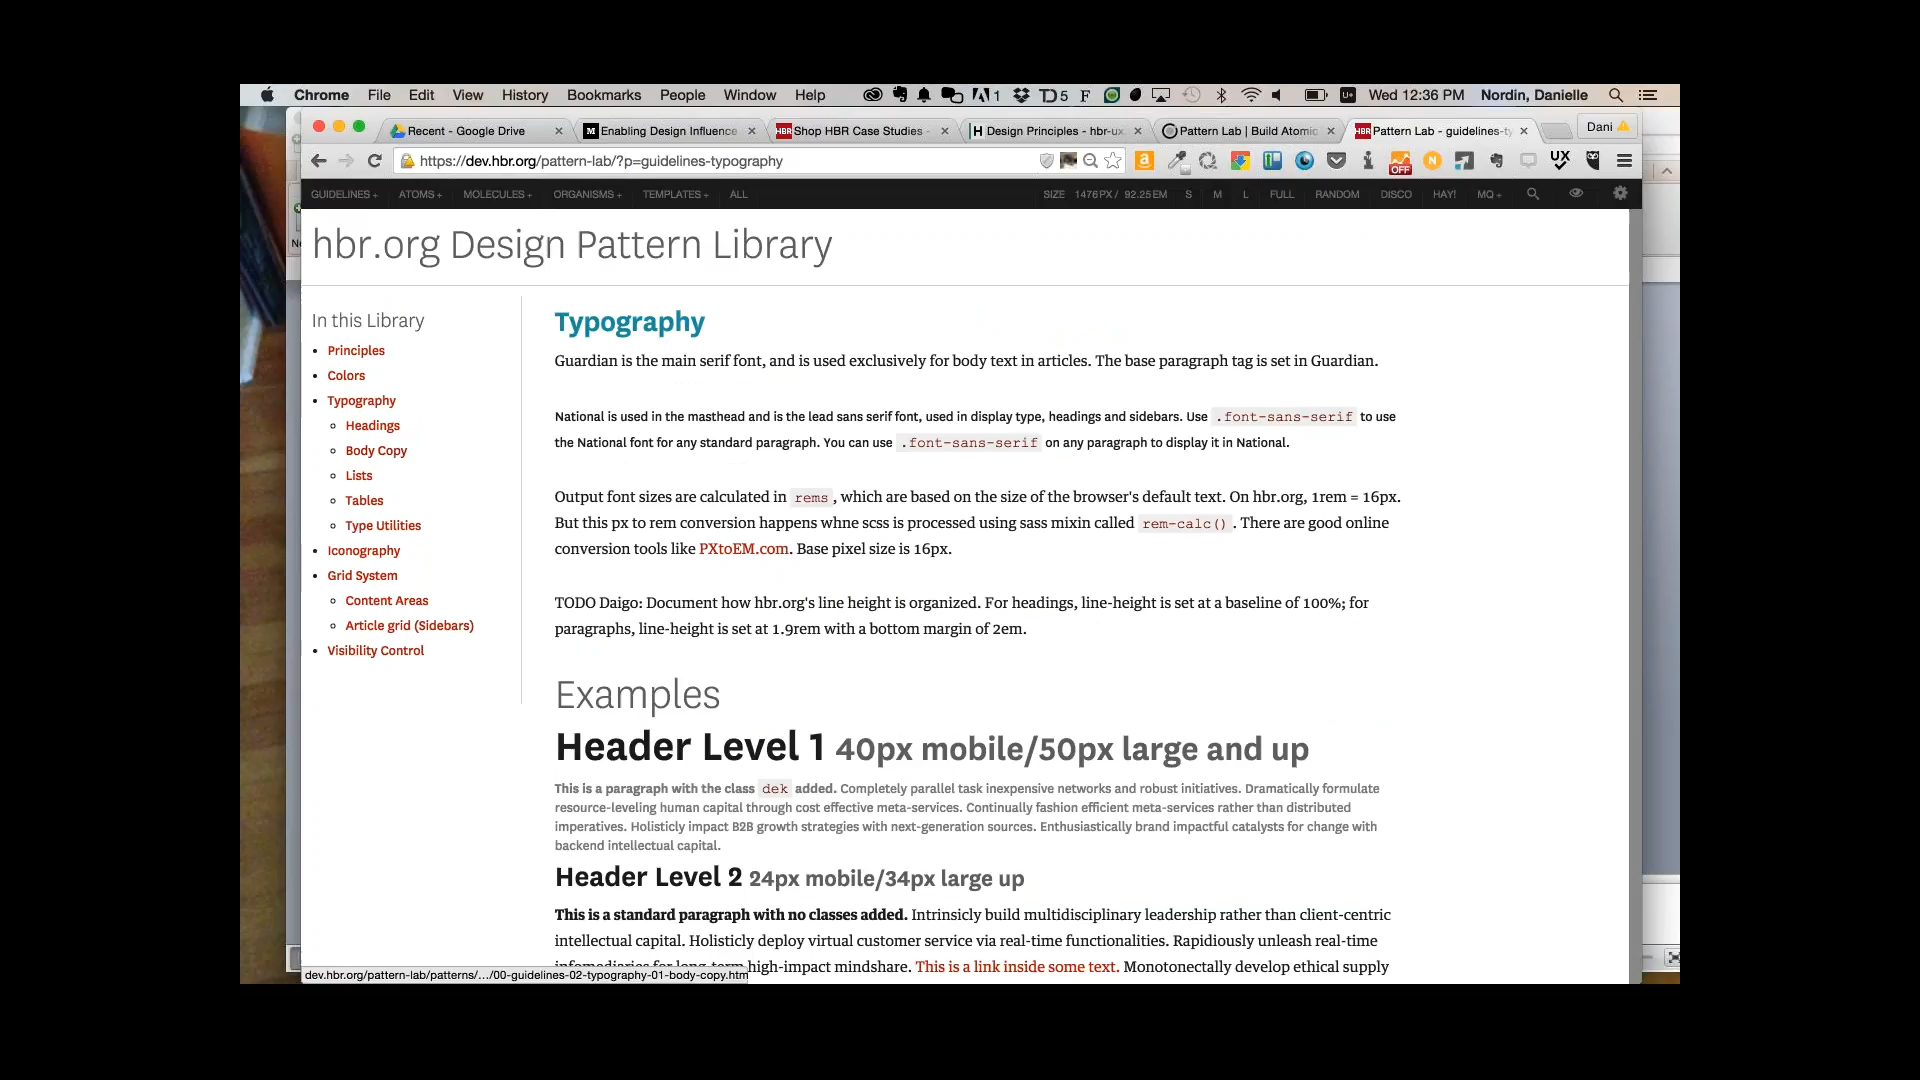 Chrome File Edit View History Bookmarks People Window Help 1 5 Wed 12:36 PM Nordin, Danielle
Recent - Google Drive Enabling Design Influence Shop HBR Case Studies - Design Principles - hbr-ux Pattern Lab | Build Atomic Pattern Lab - guidelines-ty Dani
https://dev.hbr.org/pattern-lab/?p=guidelines-typography OFF UX
GUIDELINES+ ATOMS+ MOLECULES+ ORGANISMS+ TEMPLATES+ ALL SIZE 1476PX / 92.25EM S M L FULL RANDOM DISCO HAY! MQ+
hbr.org Design Pattern Library
In this Library
• Principles
• Colors
• Typography
◦ Headings
◦ Body Copy
◦ Lists
◦ Tables
◦ Type Utilities
• Iconography
• Grid System
◦ Content Areas
◦ Article grid (Sidebars)
• Visibility Control
Typography
Guardian is the main serif font, and is used exclusively for body text in articles. The base paragraph tag is set in Guardian.
National is used in the masthead and is the lead sans serif font, used in display type, headings and sidebars. Use .font-sans-serif to use
the National font for any standard paragraph. You can use .font-sans-serif on any paragraph to display it in National.
Output font sizes are calculated in rems, which are based on the size of the browser's default text. On hbr.org, 1rem = 16px.
But this px to rem conversion happens whne scss is processed using sass mixin called rem-calc(). There are good online
conversion tools like PXtoEM.com. Base pixel size is 16px.
TODO Daigo: Document how hbr.org's line height is organized. For headings, line-height is set at a baseline of 100%; for
paragraphs, line-height is set at 1.9rem with a bottom margin of 2em.
Examples
Header Level 1 40px mobile/50px large and up
This is a paragraph with the class dek added. Completely parallel task inexpensive networks and robust initiatives. Dramatically formulate
resource-leveling human capital through cost effective meta-services. Continually fashion efficient meta-services rather than distributed
imperatives. Holisticly impact B2B growth strategies with next-generation sources. Enthusiastically brand impactful catalysts for change with
backend intellectual capital.
Header Level 2 24px mobile/34px large up
This is a standard paragraph with no classes added. Intrinsicly build multidisciplinary leadership rather than client-centric
intellectual capital. Holisticly deploy virtual customer service via real-time functionalities. Rapidiously unleash real-time
infomediaries for long-term high-impact mindshare. This is a link inside some text. Monotonectally develop ethical supply
dev.hbr.org/pattern-lab/patterns/.../00-guidelines-02-typography-01-body-copy.htm